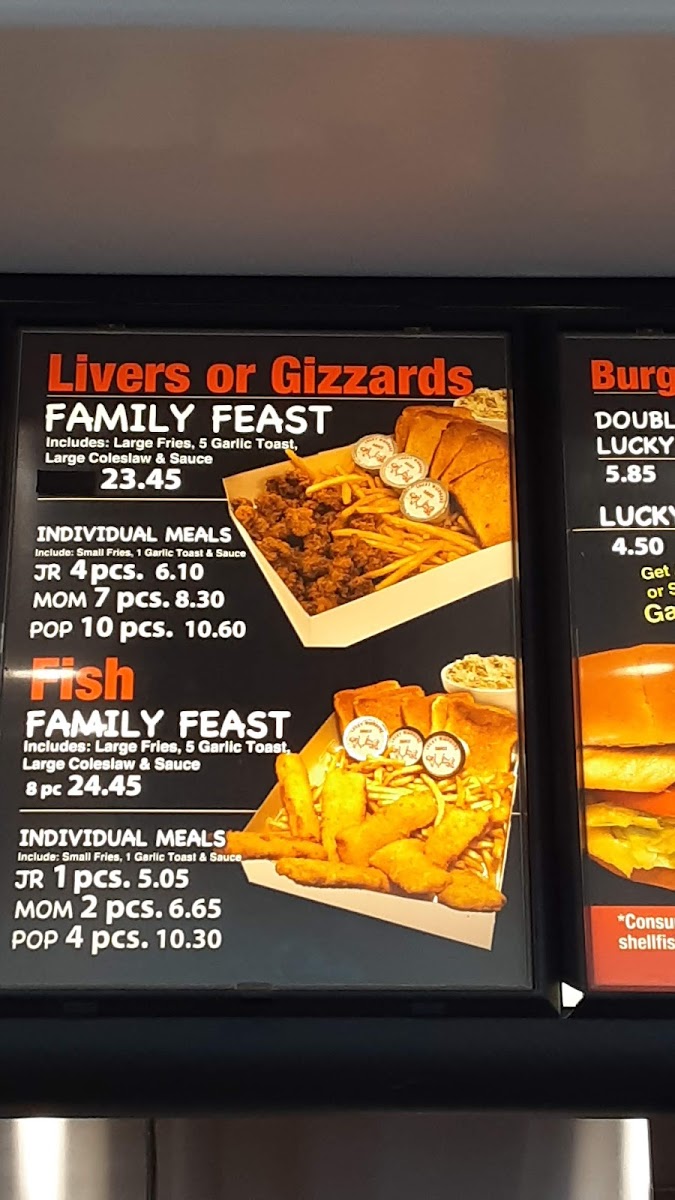 Livers or Gizzards
FAMILY FEAST
Includes: Large Fries, 5 Garlic Toast,
Large Coleslaw & Sauce
23.45
INDIVIDUAL MEALS
Include: Small Fries, 1 Garlic Toast & Sauce
JR 4 pcs. 6.10
MOM 7 pcs. 8.30
POP 10 pcs. 10.60
Fish
FAMILY FEAST
Includes: Large Fries, 5 Garlic Toast,
Large Coleslaw & Sauce
8 pc 24.45
INDIVIDUAL MEALS
Include: Small Fries, 1 Garlic Toast & Sauce
JR 1 pcs. 5.05
MOM 2 pcs. 6.65
POP 4 pcs. 10.30
Burg
DOUBL
LUCKY
5.85
LUCKY
4.50
Get
or S
Ga
*Consu
shellfis